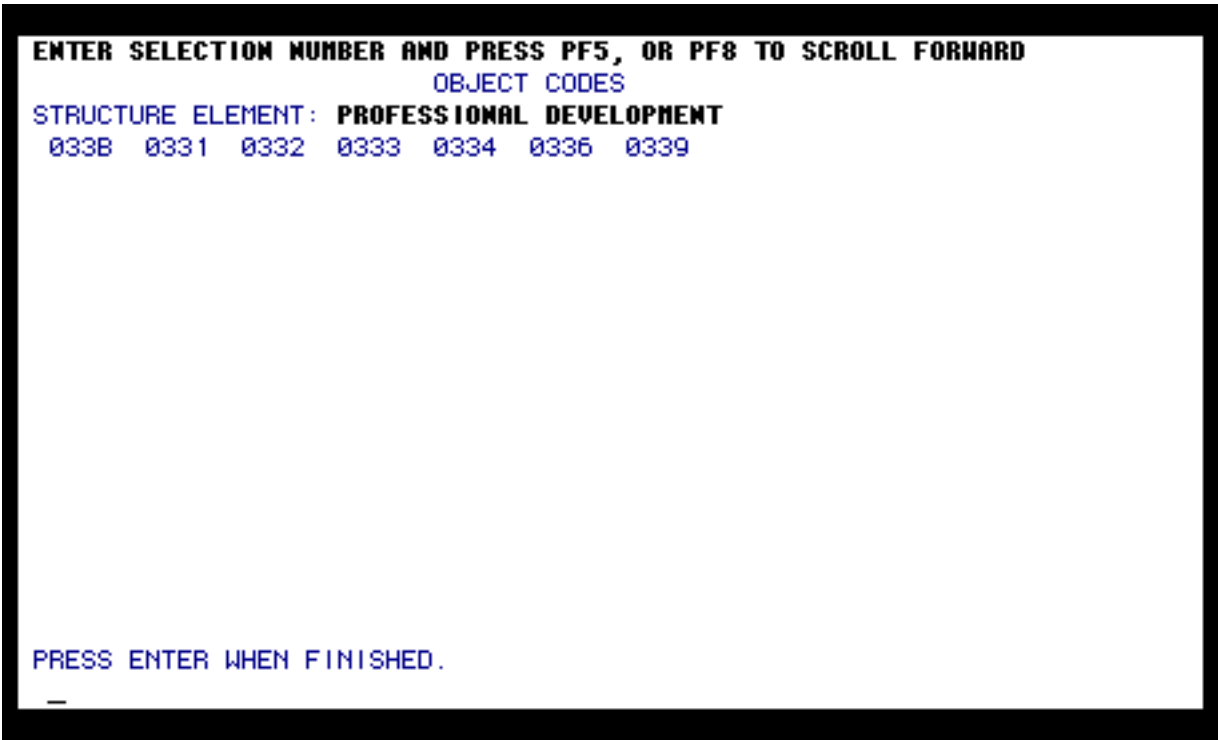 ENTER SELECTION NUMBER AND PRESS PF5, OR PF8 TO SCROLL FORWARD
OBJECT CODES
STRUCTURE ELEMENT: PROFESSIONAL DEVELOPMENT
033B 0331 0332 0333 0334 0336 0339
PRESS ENTER WHEN FINISHED.
_